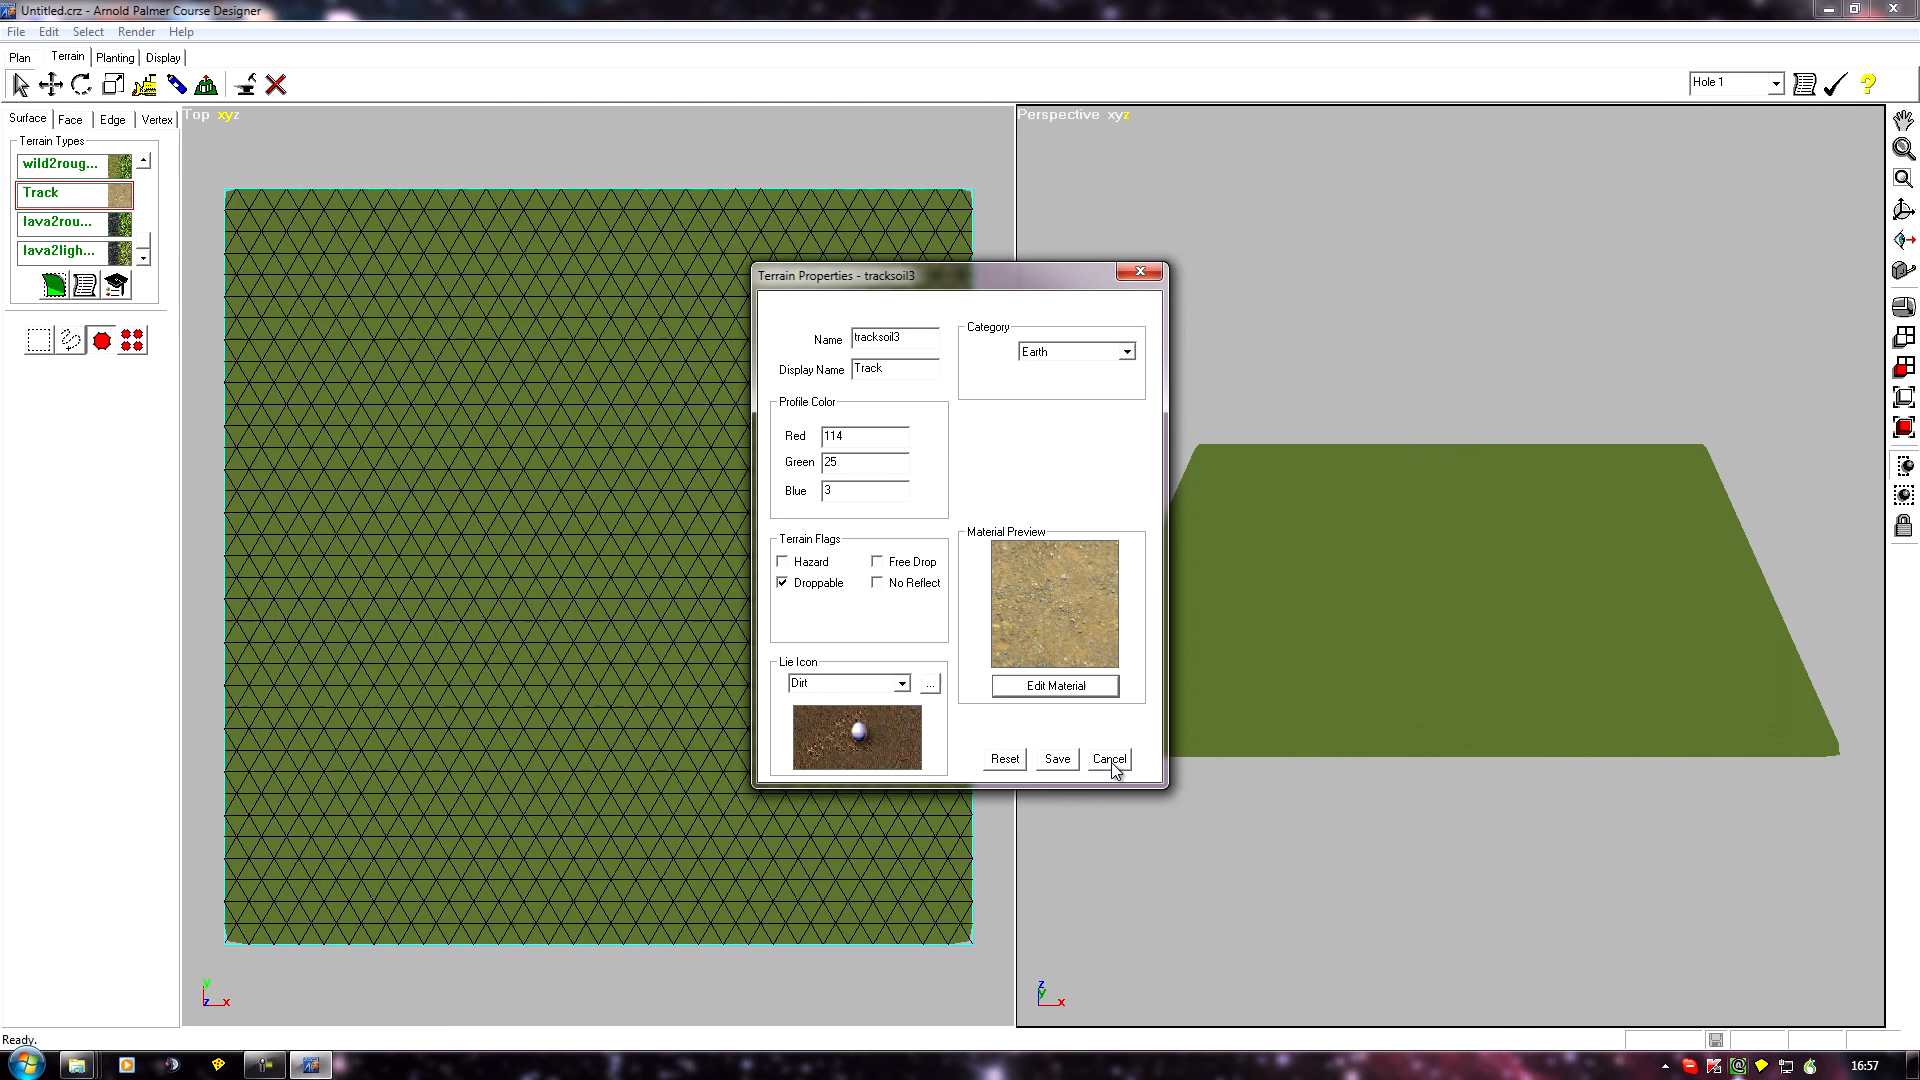 Untitled.crz - Arnold Palmer Course Designer
File Edit Select Render Help
Plan Terrain Planting Display
Hole 1
Surface Face Edge Vertex
Top xyz
Perspective xyz
Terrain Types
wild2roug...
Track
lava2rou...
lava2ligh...
Terrain Properties - tracksoil3
Name tracksoil3
Display Name Track
Category
Earth
Profile Color
Red 114
Green 25
Blue 3
Terrain Flags
Hazard Free Drop
Droppable No Reflect
Material Preview
Edit Material
Lie Icon
Dirt ...
Reset Save Cancel
y
z x
z
y x
Ready.
16:57